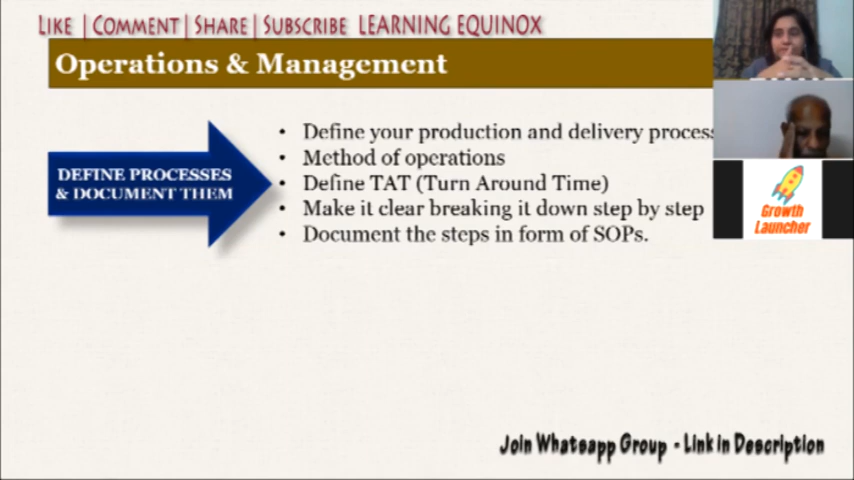 LIKE | COMMENT | SHARE | SUBSCRIBE LEARNING EQUINOX
Operations & Management
DEFINE PROCESSES
& DOCUMENT THEM
• Define your production and delivery process
• Method of operations
• Define TAT (Turn Around Time)
• Make it clear breaking it down step by step
• Document the steps in form of SOPs.
Growth
Launcher
Join Whatsapp Group - Link in Description